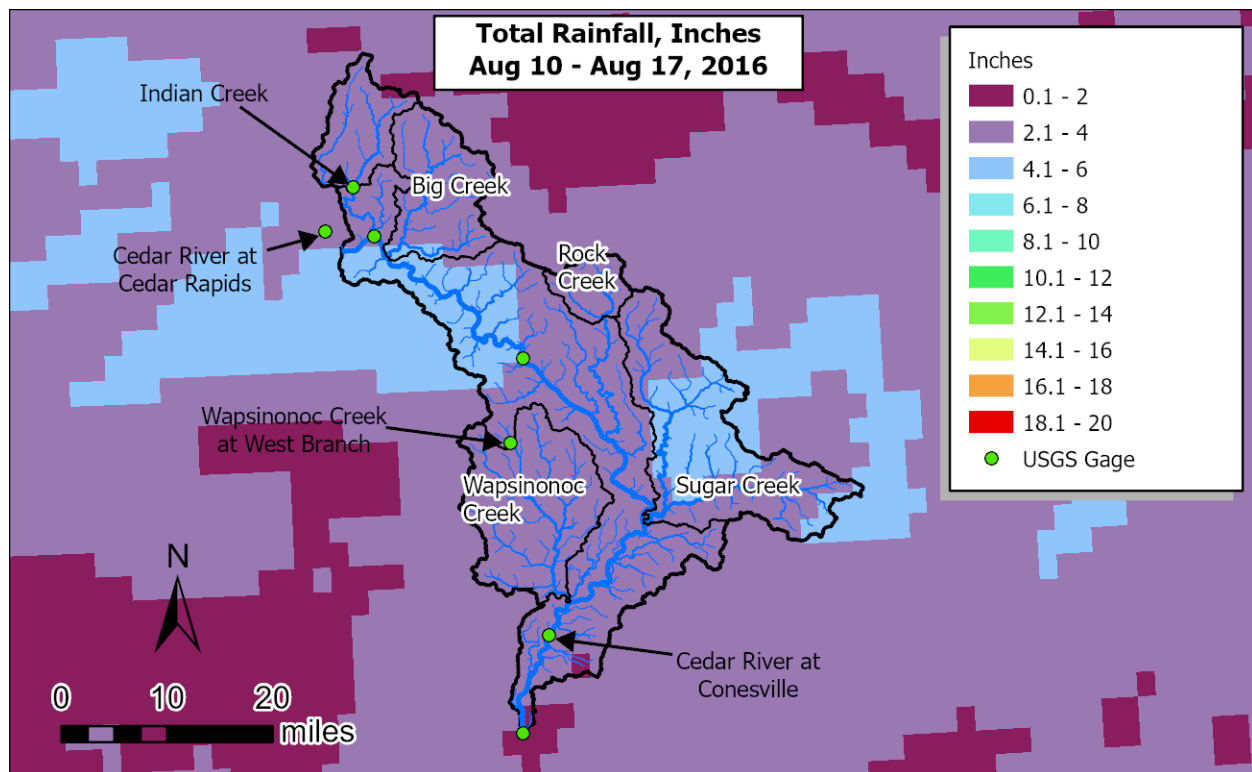 Total Rainfall, Inches
Aug 10 - Aug 17, 2016
Indian Creek
Big Creek
Cedar River at
Cedar Rapids
Rock
Creek
Wapsinonoc Creek
at West Branch
Wapsinonoc
Creek
Sugar Creek
Cedar River at
Conesville
N
0 10 20
miles
Inches
0.1 - 2
2.1 - 4
4.1 - 6
6.1 - 8
8.1 - 10
10.1 - 12
12.1 - 14
14.1 - 16
16.1 - 18
18.1 - 20
USGS Gage